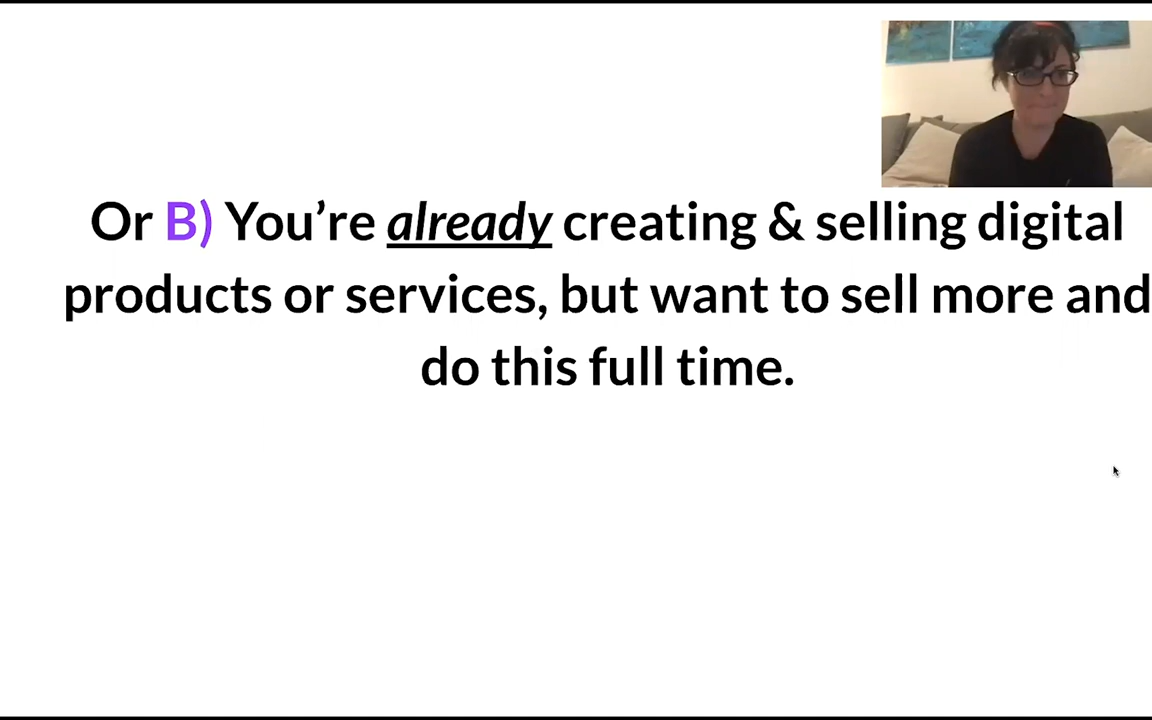 Or B) You’re already creating & selling digital
products or services, but want to sell more and
do this full time.